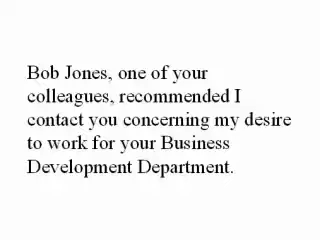 Bob Jones, one of your
colleagues, recommended I
contact you concerning my desire
to work for your Business
Development Department.